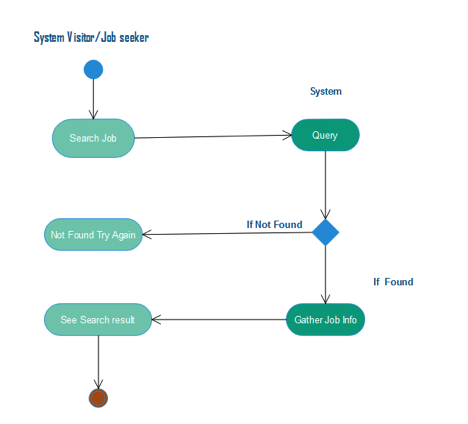 System Visitor/Job seeker
System
Search Job
Query
If Not Found
Not Found Try Again
If Found
See Search result
Gather Job Info